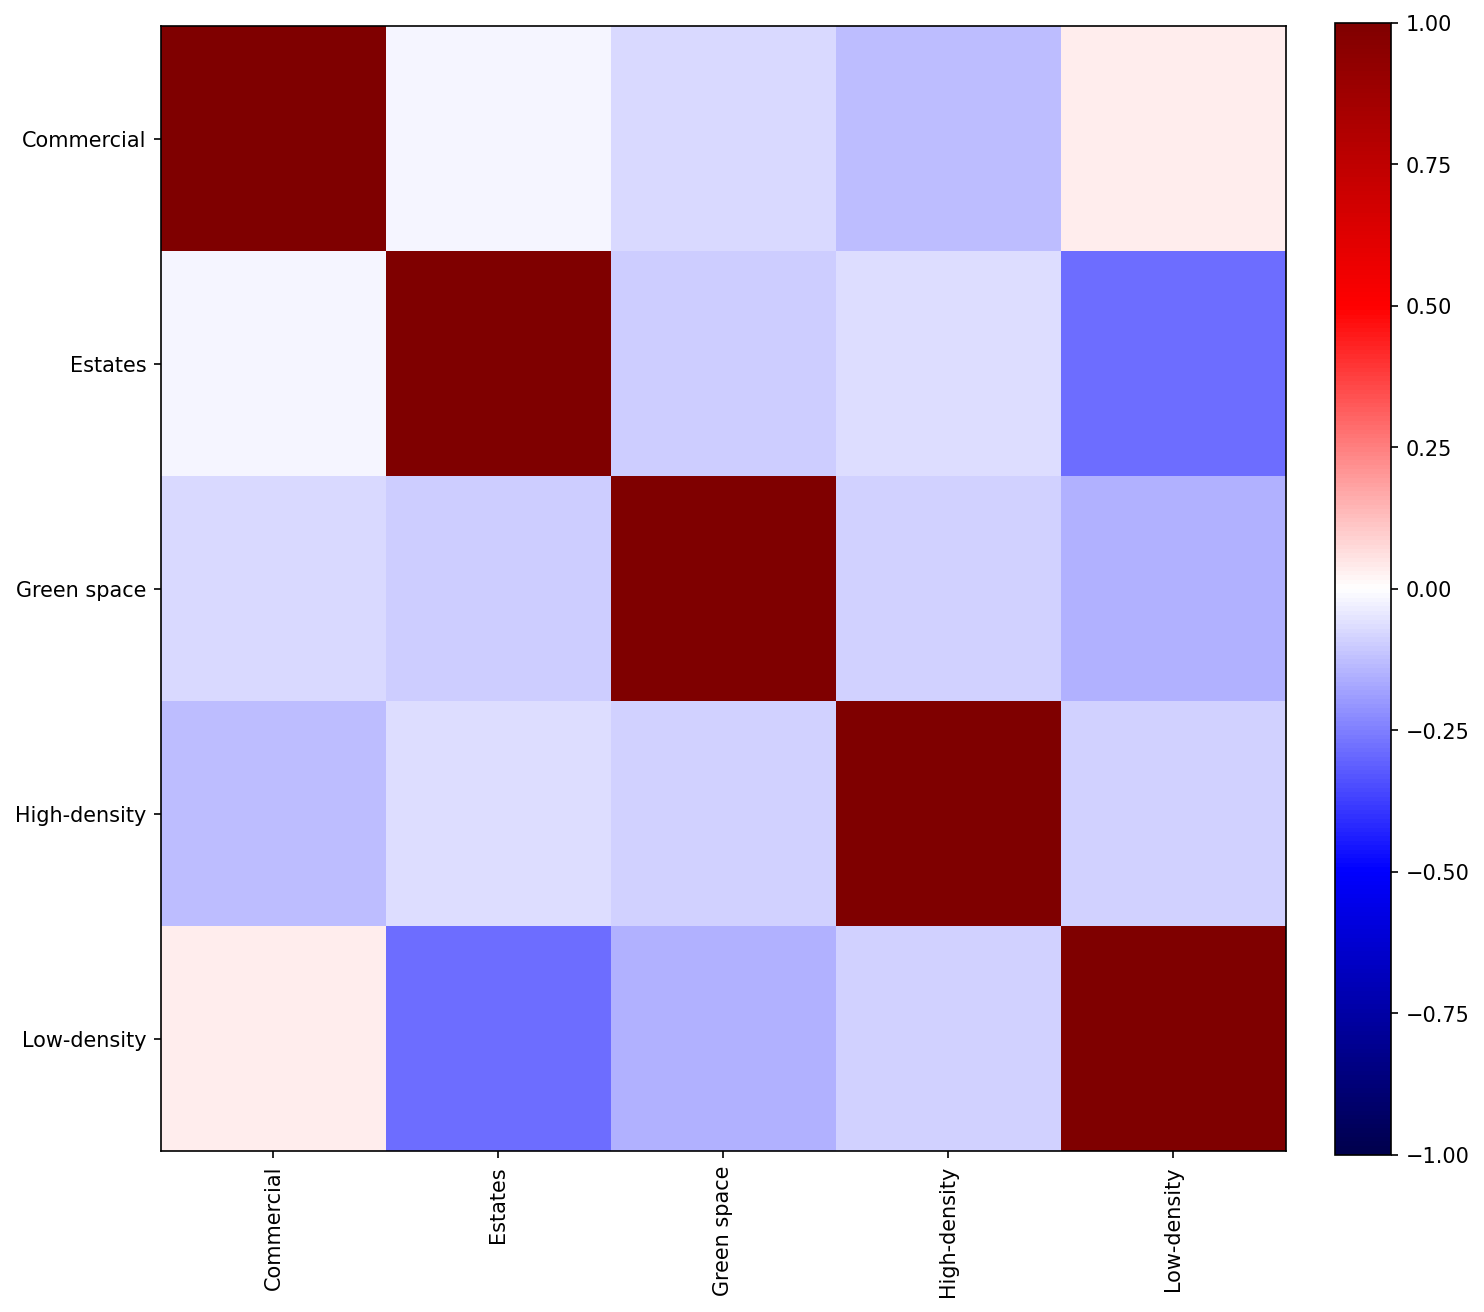 Commercial
Estates
Green space
High-density
Low-density
Commercial
Estates
Green space
High-density
Low-density
1.00
0.75
0.50
0.25
0.00
−0.25
−0.50
−0.75
−1.00